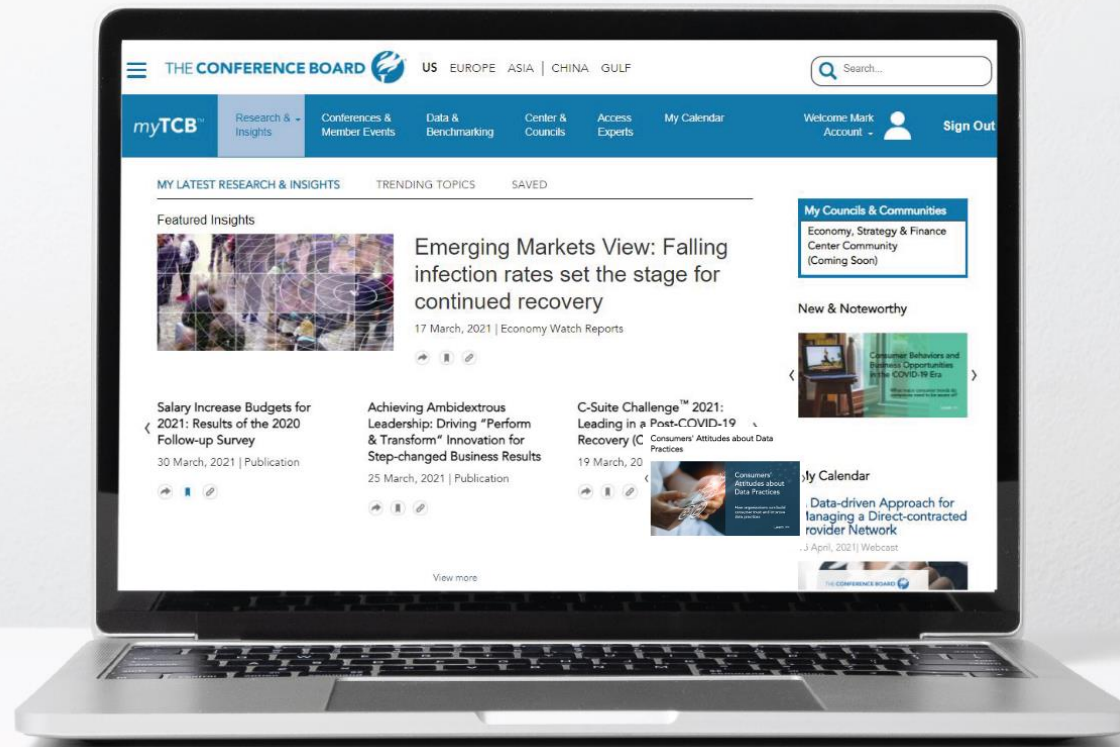 THE CONFERENCE BOARD
US EUROPE ASIA | CHINA GULF
Search...
myTCB™
Research &
Insights
Conferences &
Member Events
Data &
Benchmarking
Center &
Councils
Access
Experts
My Calendar
Welcome Mark
Account
Sign Out
MY LATEST RESEARCH & INSIGHTS
TRENDING TOPICS
SAVED
Featured Insights
Emerging Markets View: Falling
infection rates set the stage for
continued recovery
17 March, 2021 | Economy Watch Reports
Salary Increase Budgets for
2021: Results of the 2020
Follow-up Survey
30 March, 2021 | Publication
Achieving Ambidextrous
Leadership: Driving "Perform
& Transform" Innovation for
Step-changed Business Results
25 March, 2021 | Publication
C-Suite Challenge™ 2021:
Leading in a Post-COVID-19
Recovery (C
19 March, 20
Consumers' Attitudes about Data
Practices
Consumers'
Attitudes about
Data Practices
View more
My Councils & Communities
Economy, Strategy & Finance
Center Community
(Coming Soon)
New & Noteworthy
Consumer Behaviors and
Business Opportunities
in the COVID-19 Era
My Calendar
Data-driven Approach for
Managing a Direct-contracted
Provider Network
April, 2021| Webcast
THE CONFERENCE BOARD